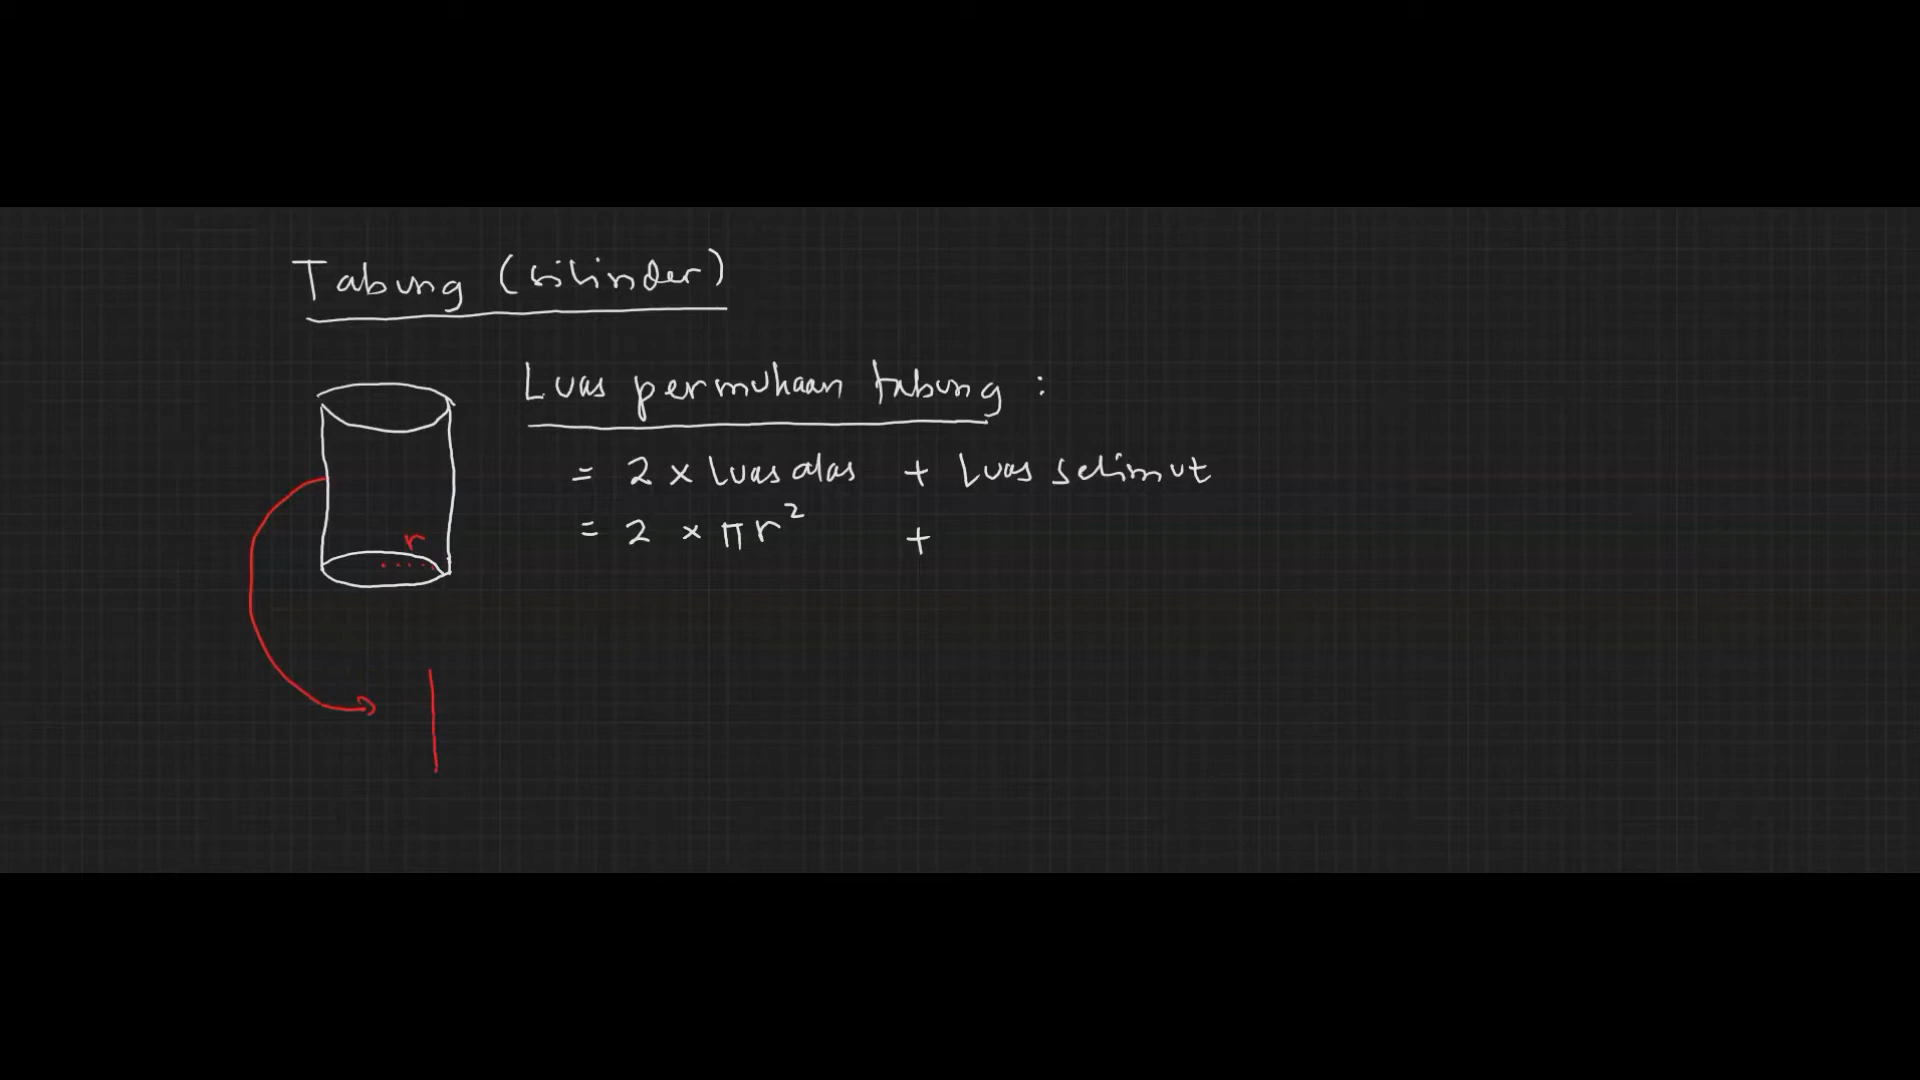 Tabung (silinder)
Luas permukaan tabung :
= 2 x Luas alas + Luas selimut
= 2 x πr² +
r